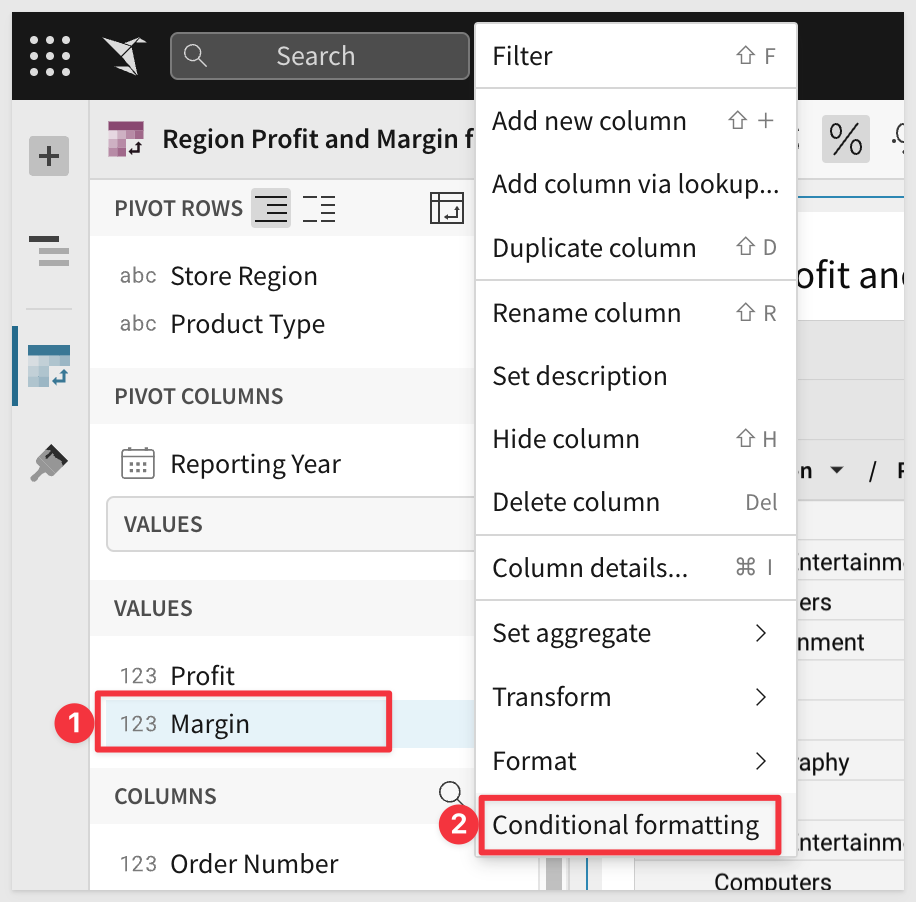 Search
Region Profit and Margin f
%
PIVOT ROWS
abc Store Region
abc Product Type
PIVOT COLUMNS
Reporting Year
VALUES
VALUES
123 Profit
1
123 Margin
COLUMNS
123 Order Number
Filter ⇧ F
Add new column ⇧ +
Add column via lookup...
Duplicate column ⇧ D
Rename column ⇧ R
Set description
Hide column ⇧ H
Delete column Del
Column details... ⌘ I
Set aggregate
Transform
Format
2
Conditional formatting
ofit and
n /
ntertainm
ers
nment
aphy
ntertainm
Computers